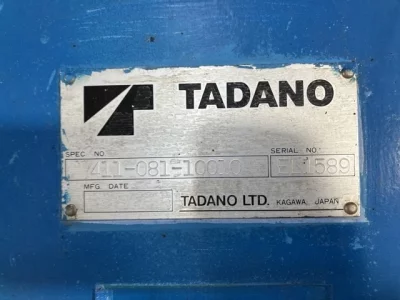 TADANO
SPEC NO SERIAL NO
MFG. DATE
TADANO LTD. KAGAWA, JAPAN